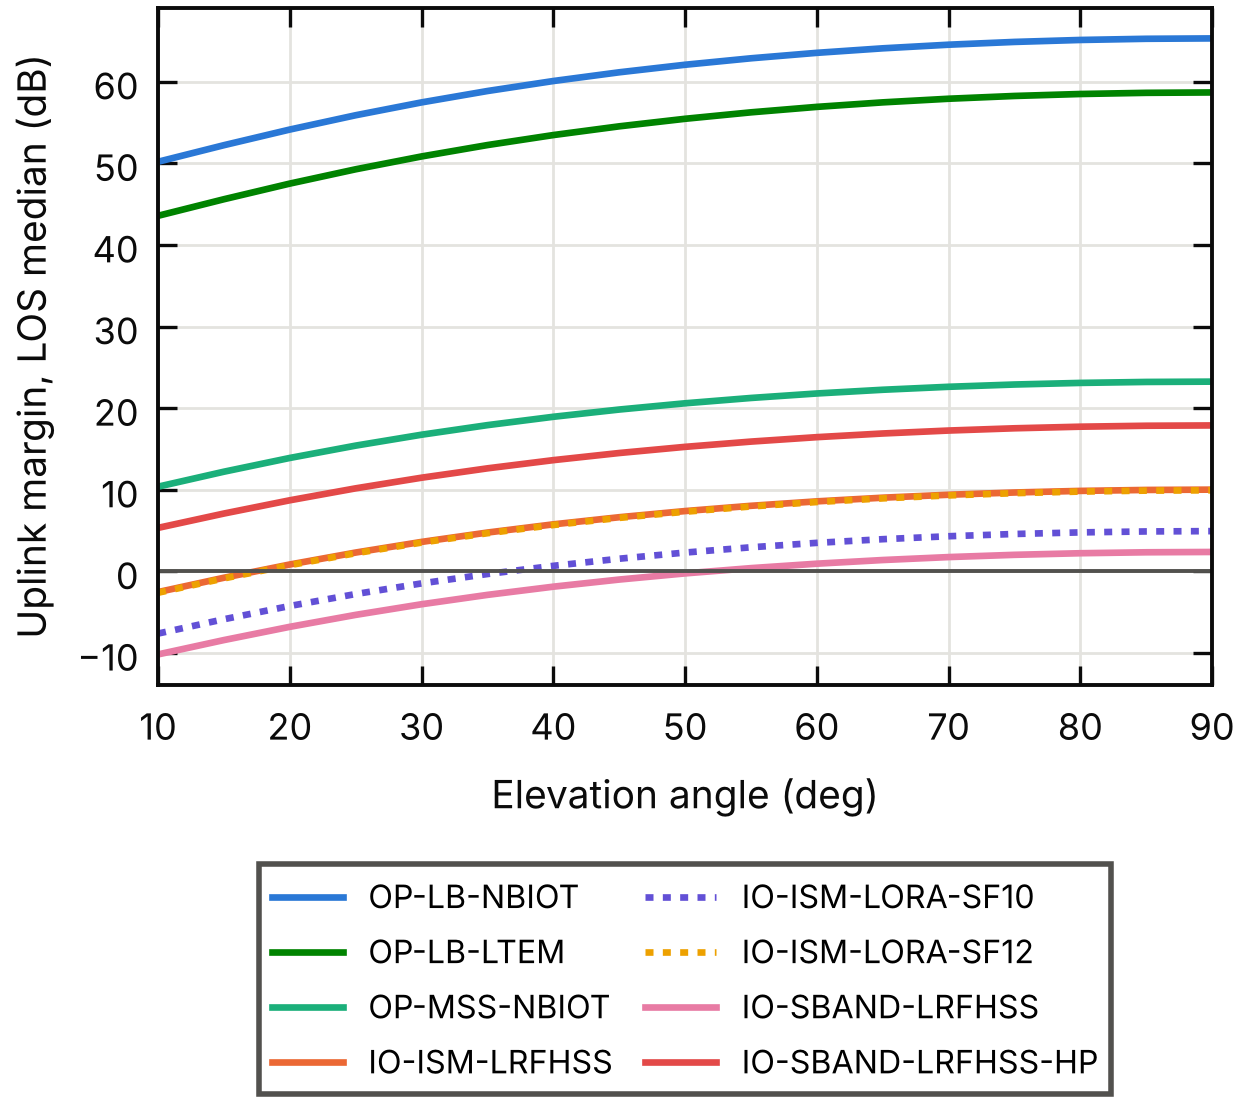 Uplink margin, LOS median (dB)
60
50
40
30
20
10
0
−10
10 20 30 40 50 60 70 80 90
Elevation angle (deg)
OP-LB-NBIOT
OP-LB-LTEM
OP-MSS-NBIOT
IO-ISM-LRFHSS
IO-ISM-LORA-SF10
IO-ISM-LORA-SF12
IO-SBAND-LRFHSS
IO-SBAND-LRFHSS-HP